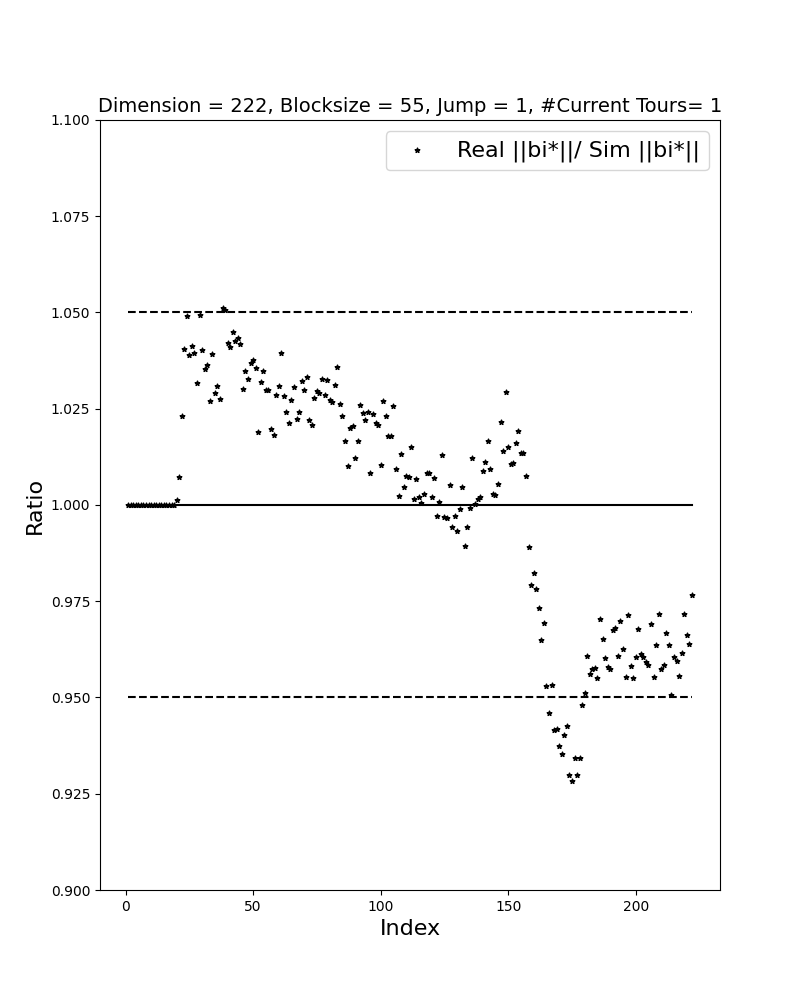 Dimension = 222, Blocksize = 55, Jump = 1, #Current Tours= 1
Real ||bi*||/ Sim ||bi*||
1.100
1.075
1.050
1.025
1.000
0.975
0.950
0.925
0.900
Ratio
0 50 100 150 200
Index